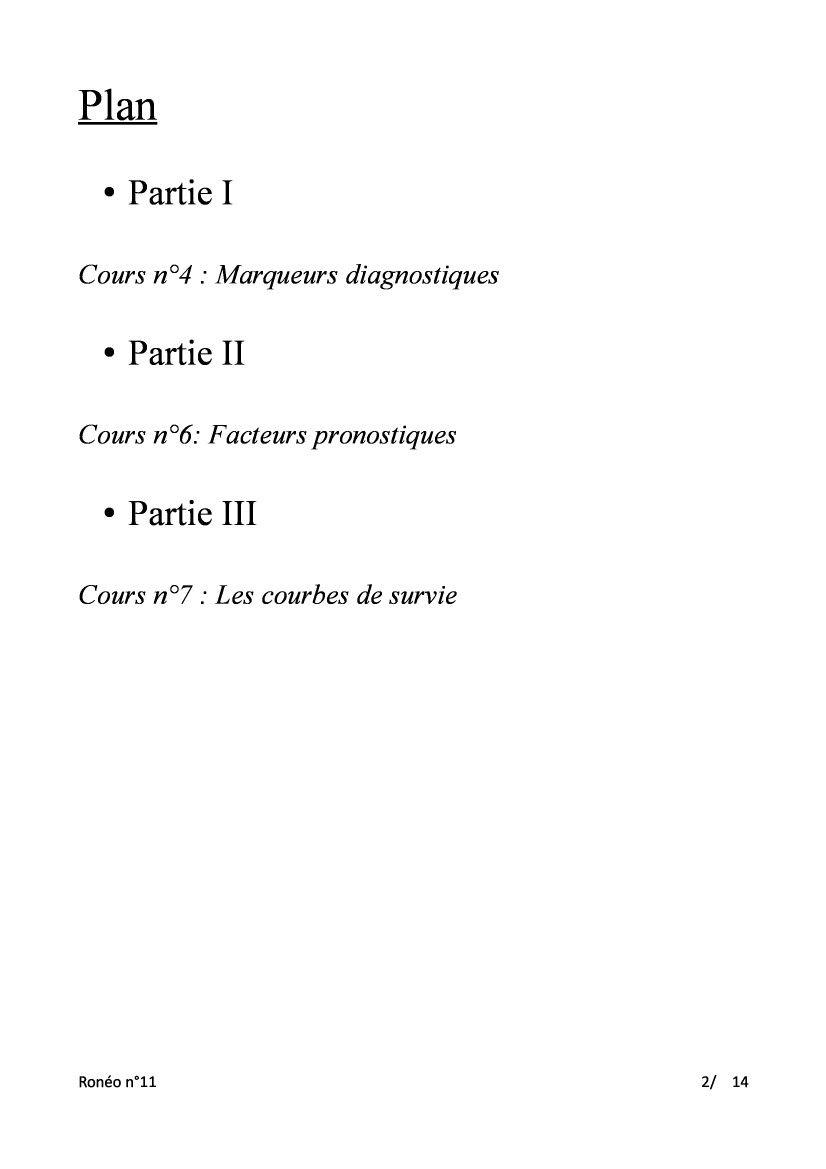 Plan
• Partie I
Cours n°4 : Marqueurs diagnostiques
• Partie II
Cours n°6: Facteurs pronostiques
• Partie III
Cours n°7 : Les courbes de survie
Ronéo n°11 2/ 14